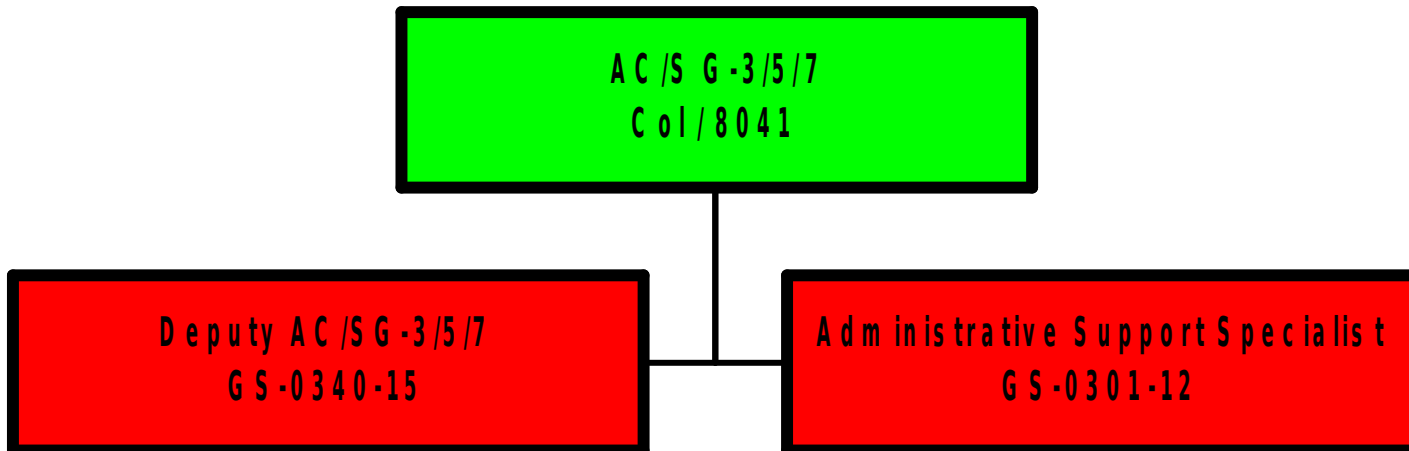 AC/S G-3/5/7
Col/8041
Deputy AC/SG-3/5/7
GS-0340-15
Administrative Support Specialist
GS-0301-12